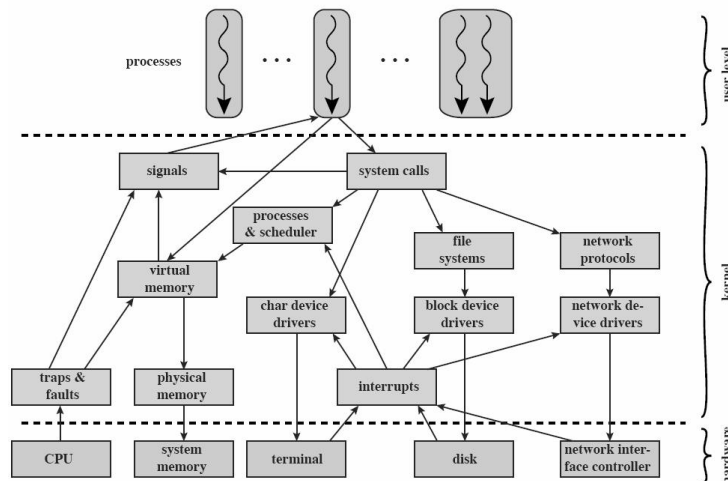 processes
user level
signals
system calls
processes
& scheduler
file
systems
network
protocols
virtual
memory
char device
drivers
block device
drivers
network de-
vice drivers
kernel
traps &
faults
physical
memory
interrupts
CPU
system
memory
terminal
disk
network inter-
face controller
hardware